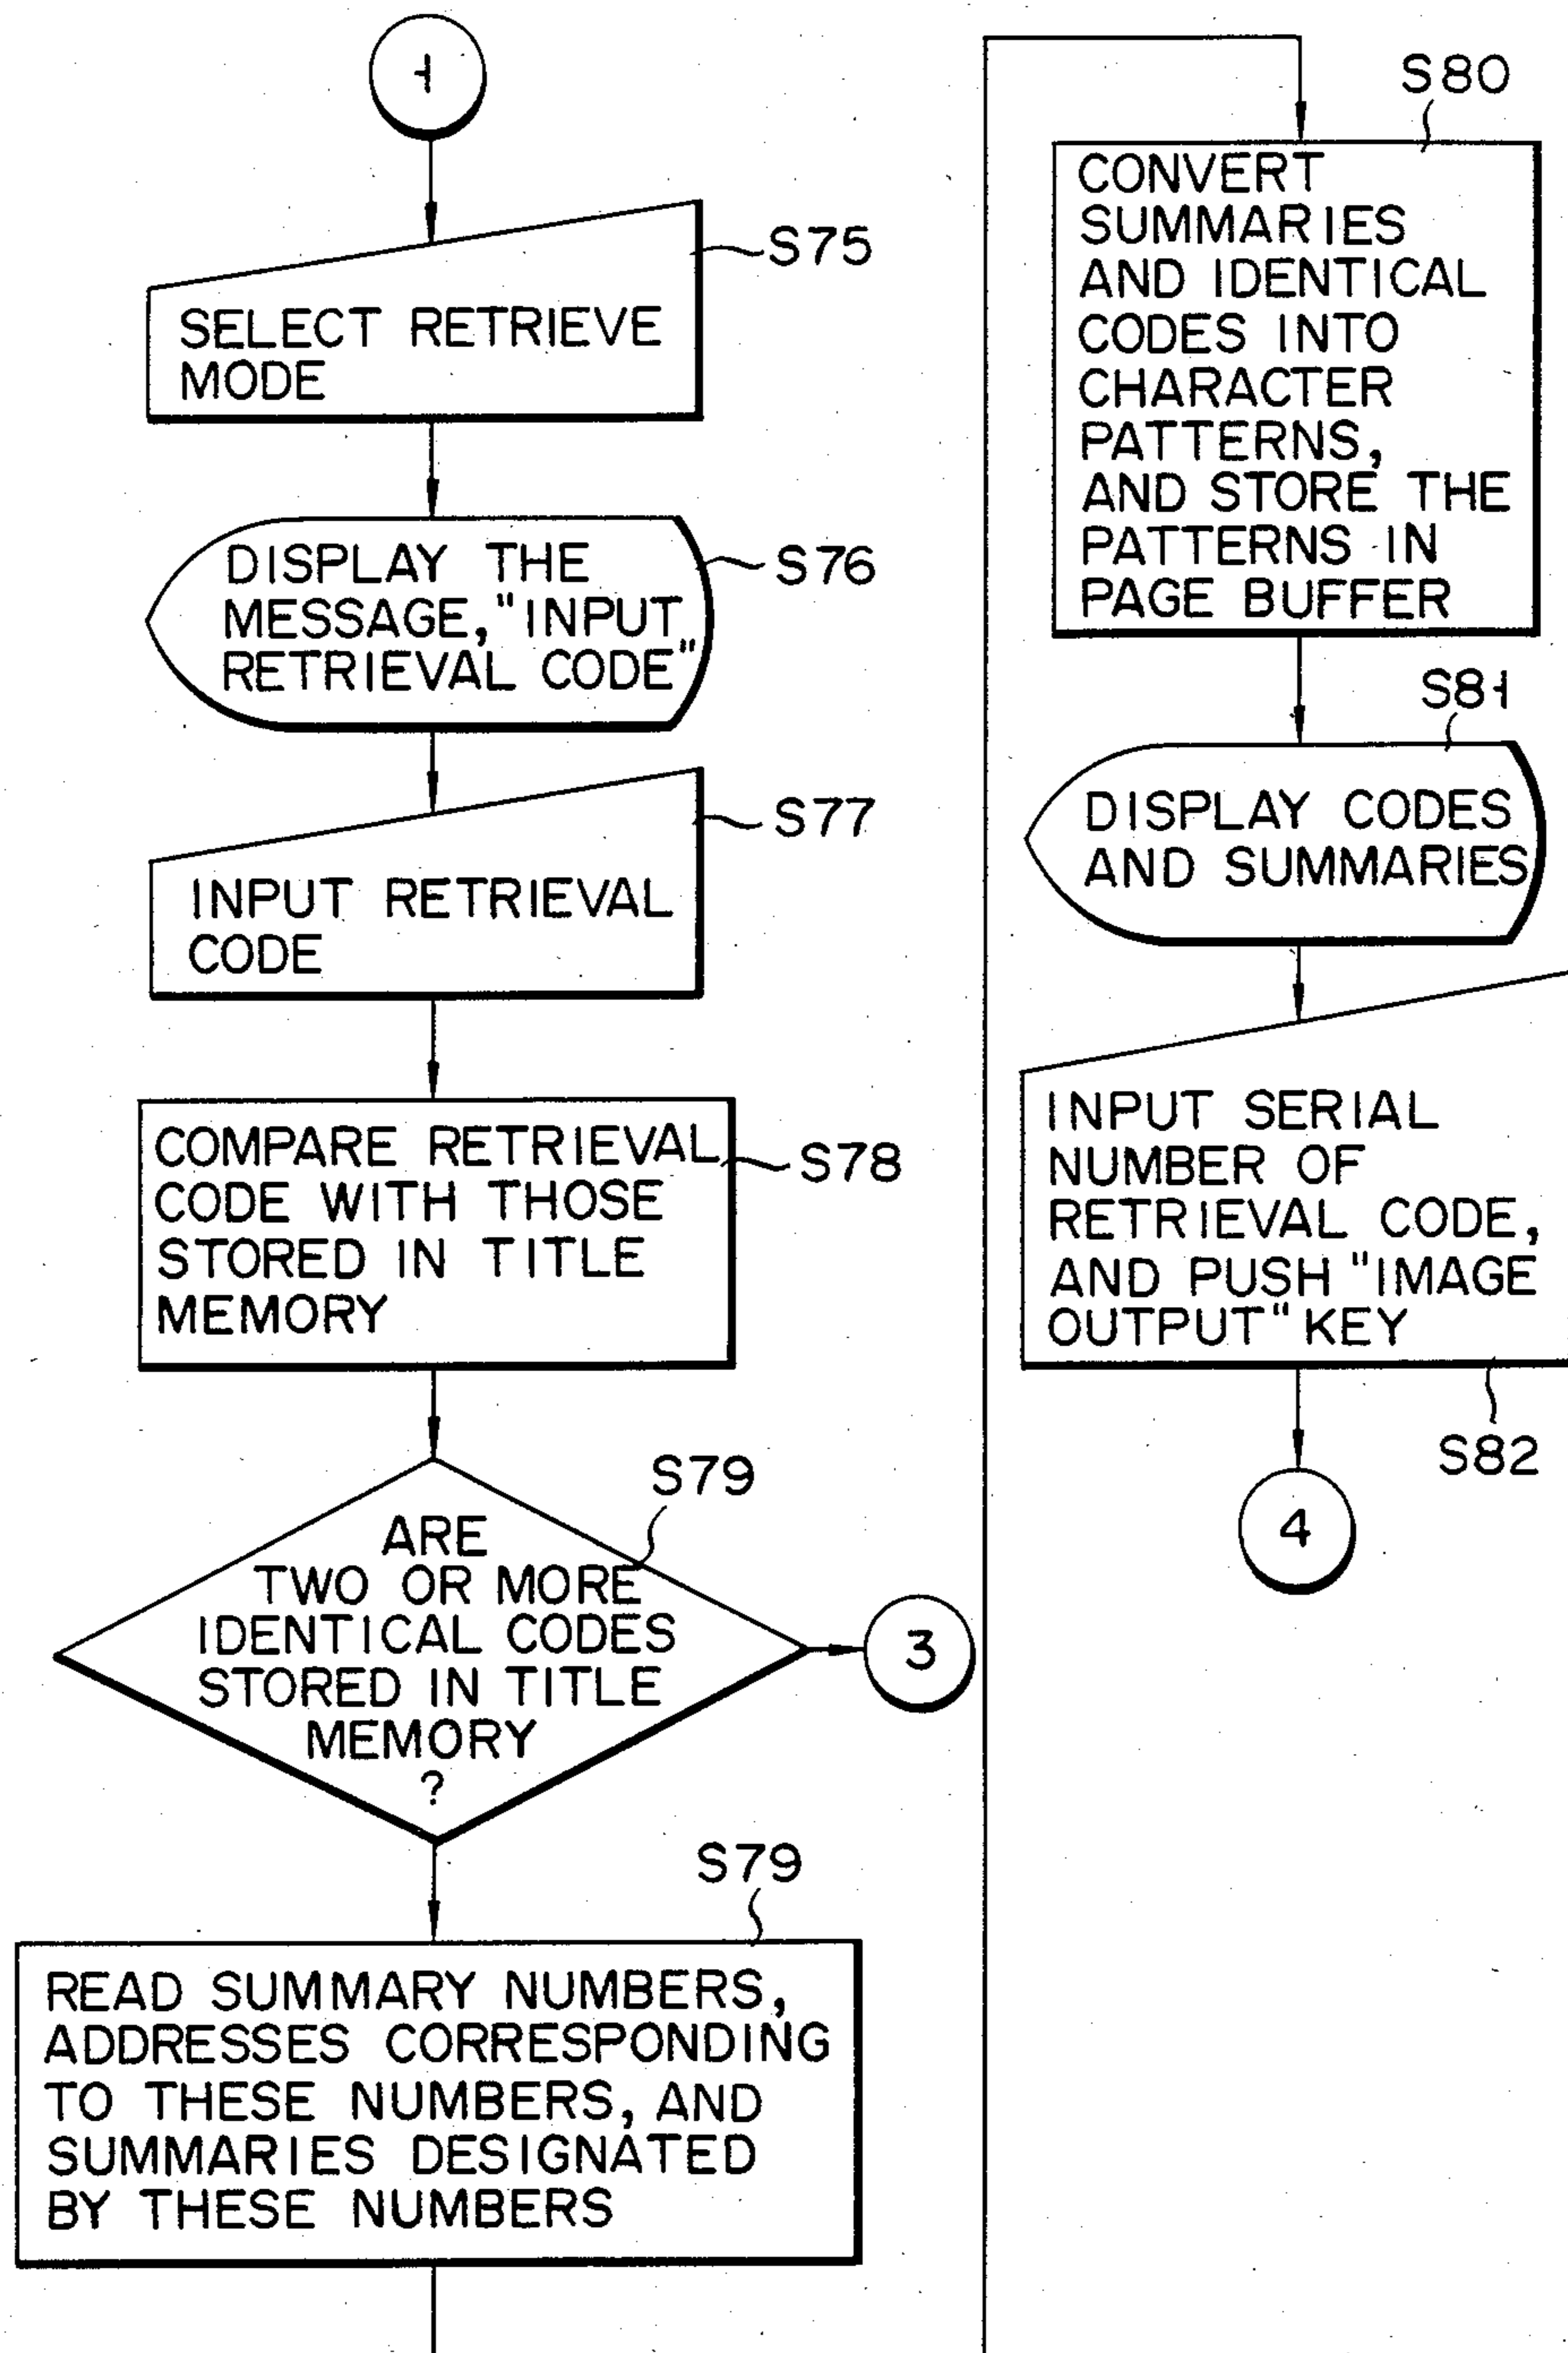 1
S75
SELECT RETRIEVE
MODE
S76
DISPLAY THE
MESSAGE, "INPUT
RETRIEVAL CODE"
S77
INPUT RETRIEVAL
CODE
S78
COMPARE RETRIEVAL
CODE WITH THOSE
STORED IN TITLE
MEMORY
S79
ARE
TWO OR MORE
IDENTICAL CODES
STORED IN TITLE
MEMORY
?
3
S79
READ SUMMARY NUMBERS,
ADDRESSES CORRESPONDING
TO THESE NUMBERS, AND
SUMMARIES DESIGNATED
BY THESE NUMBERS
S80
CONVERT
SUMMARIES
AND IDENTICAL
CODES INTO
CHARACTER
PATTERNS,
AND STORE THE
PATTERNS IN
PAGE BUFFER
S81
DISPLAY CODES
AND SUMMARIES
INPUT SERIAL
NUMBER OF
RETRIEVAL CODE,
AND PUSH "IMAGE
OUTPUT" KEY
S82
4